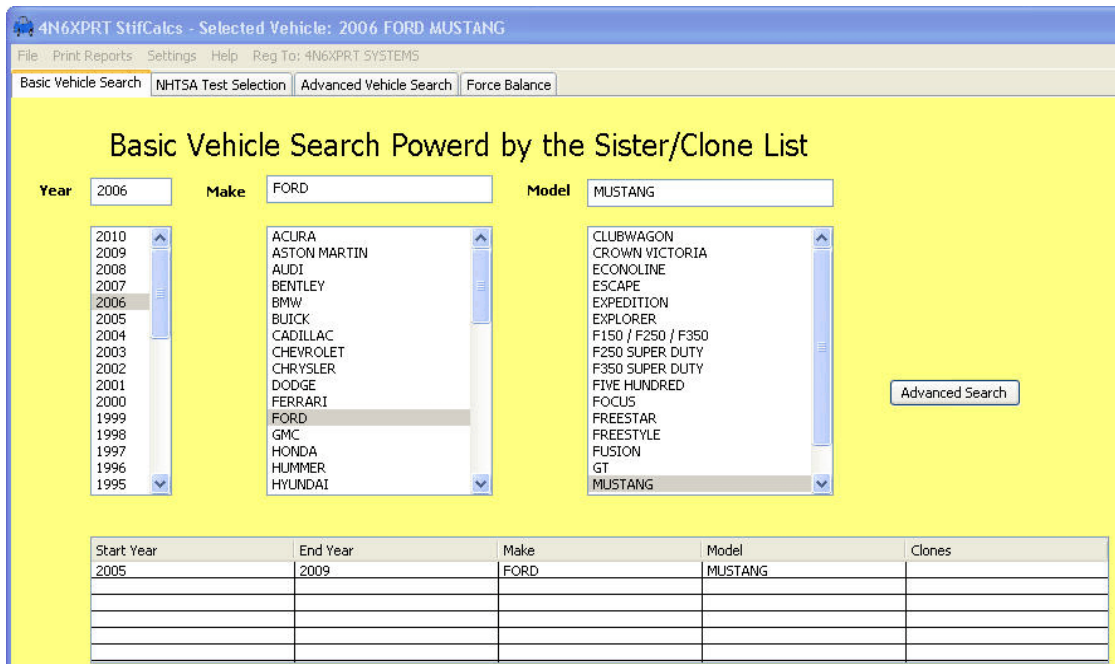 4N6XPRT StifCalcs - Selected Vehicle: 2006 FORD MUSTANG
File Print Reports Settings Help Reg To: 4N6XPRT SYSTEMS
Basic Vehicle Search NHTSA Test Selection Advanced Vehicle Search Force Balance
Basic Vehicle Search Powerd by the Sister/Clone List
Year 2006 Make FORD Model MUSTANG
2010 ACURA CLUBWAGON
2009 ASTON MARTIN CROWN VICTORIA
2008 AUDI ECONOLINE
2007 BENTLEY ESCAPE
2006 BMW EXPEDITION
2005 BUICK EXPLORER
2004 CADILLAC F150 / F250 / F350
2003 CHEVROLET F250 SUPER DUTY
2002 CHRYSLER F350 SUPER DUTY
2001 DODGE FIVE HUNDRED
2000 FERRARI FOCUS
Advanced Search
1999 FORD FREESTAR
1998 GMC FREESTYLE
1997 HONDA FUSION
1996 HUMMER GT
1995 HYUNDAI MUSTANG
Start Year End Year Make Model Clones
2005 2009 FORD MUSTANG